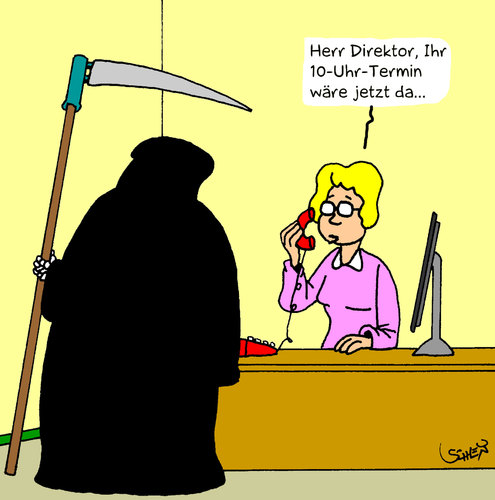 Herr Direktor, Ihr
10-Uhr-Termin
wäre jetzt da...